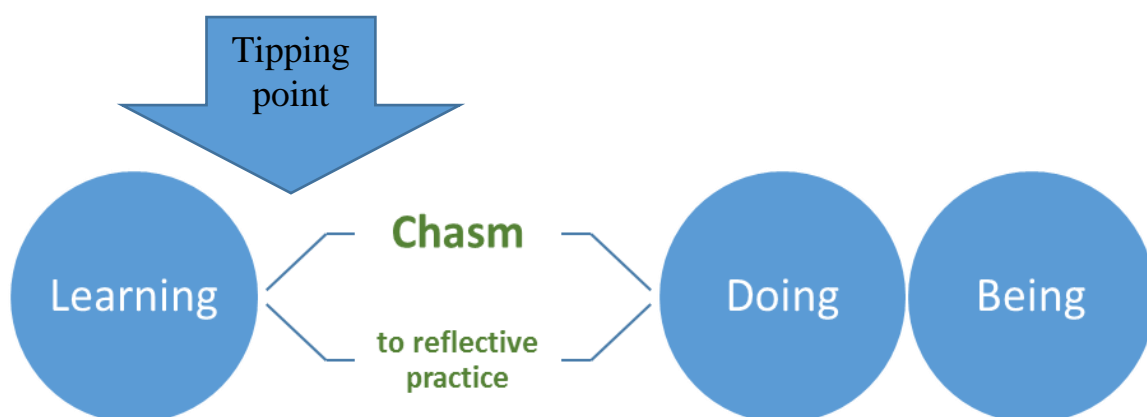 Tipping
point
Learning
Chasm
to reflective
practice
Doing
Being